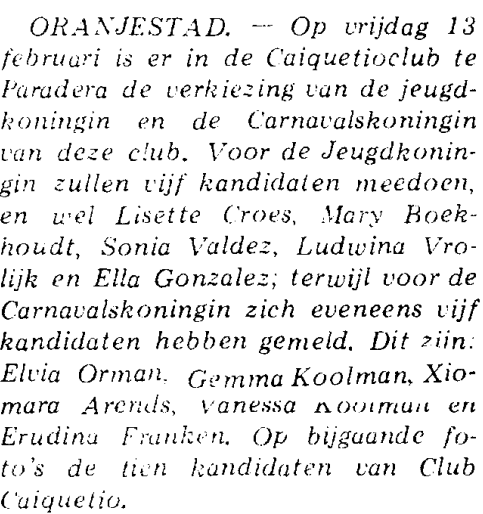 ORANJESTAD. — Op vrijdag 13
februari is er in de Caiquetioclub te
Paradera de verkiezing van de jeugd-
koningin en de Carnavalskoningin
van deze club. Voor de Jeugdkonin-
gin zullen vijf kandidaten meedoen,
en wel Lisette Croes, Mary Boek-
houdt, Sonia Valdez, Ludwina Vro-
lijk en Ella Gonzalez; terwijl voor de
Carnavalskoningin zich eveneens vijf
kandidaten hebben gemeld. Dit zijn:
Elvia Orman, Gemma Koolman, Xio-
mara Arends, Vanessa Koolman en
Erudina Franken. Op bijgaande fo-
to's de tien kandidaten van Club
Caiquetio.